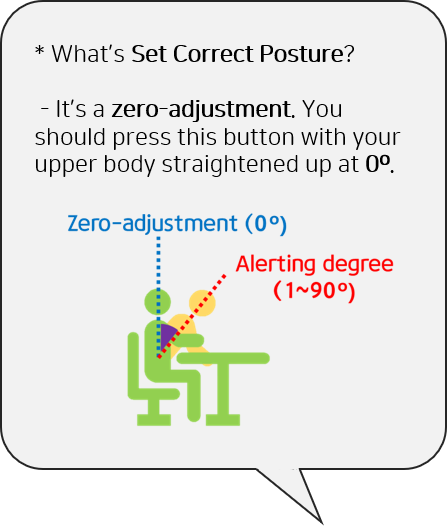 * What's Set Correct Posture?
- It's a zero-adjustment. You
should press this button with your
upper body straightened up at 0º.
Zero-adjustment (0º)
Alerting degree
(1~90º)